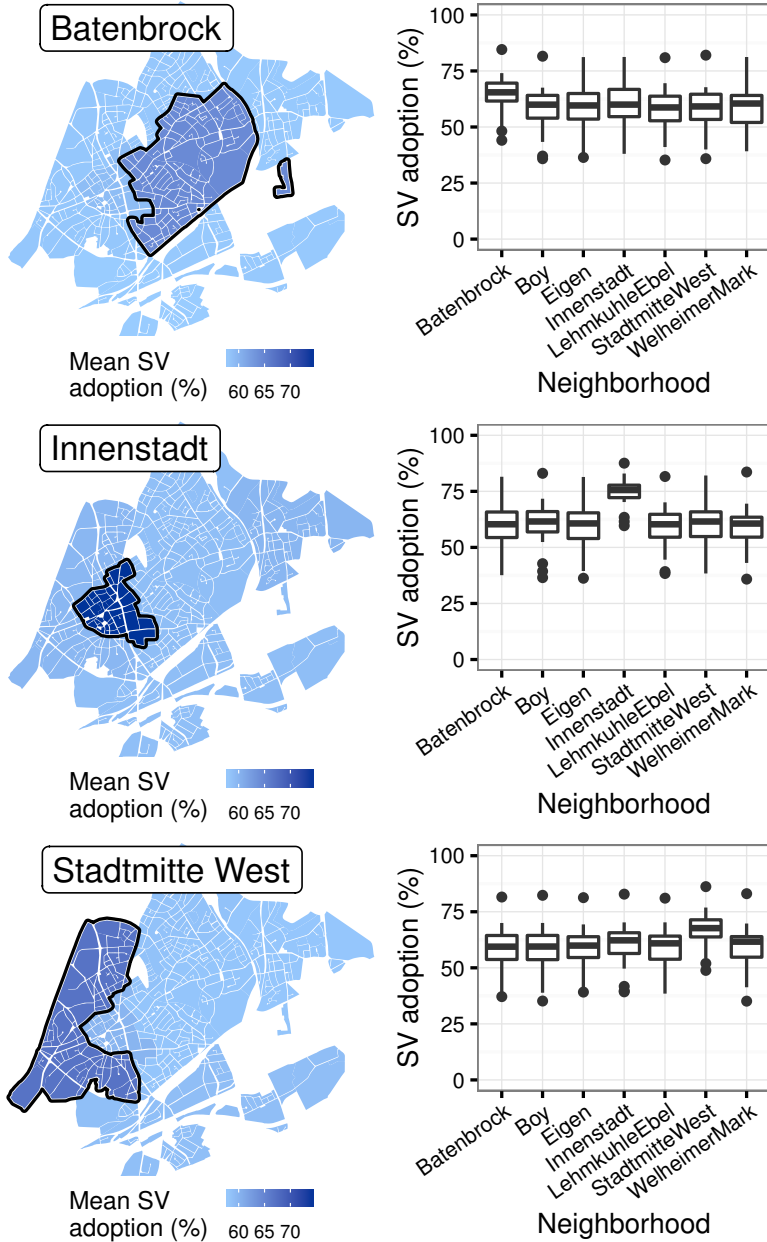 Batenbrock
Mean SV
adoption (%)
60 65 70
SV adoption (%)
100
75
50
25
0
Batenbrock
Boy
Eigen
Innenstadt
LehmkuhleEbel
StadtmitteWest
WelheimerMark
Neighborhood
Innenstadt
Mean SV
adoption (%)
60 65 70
SV adoption (%)
100
75
50
25
0
Batenbrock
Boy
Eigen
Innenstadt
LehmkuhleEbel
StadtmitteWest
WelheimerMark
Neighborhood
Stadtmitte West
Mean SV
adoption (%)
60 65 70
SV adoption (%)
100
75
50
25
0
Batenbrock
Boy
Eigen
Innenstadt
LehmkuhleEbel
StadtmitteWest
WelheimerMark
Neighborhood